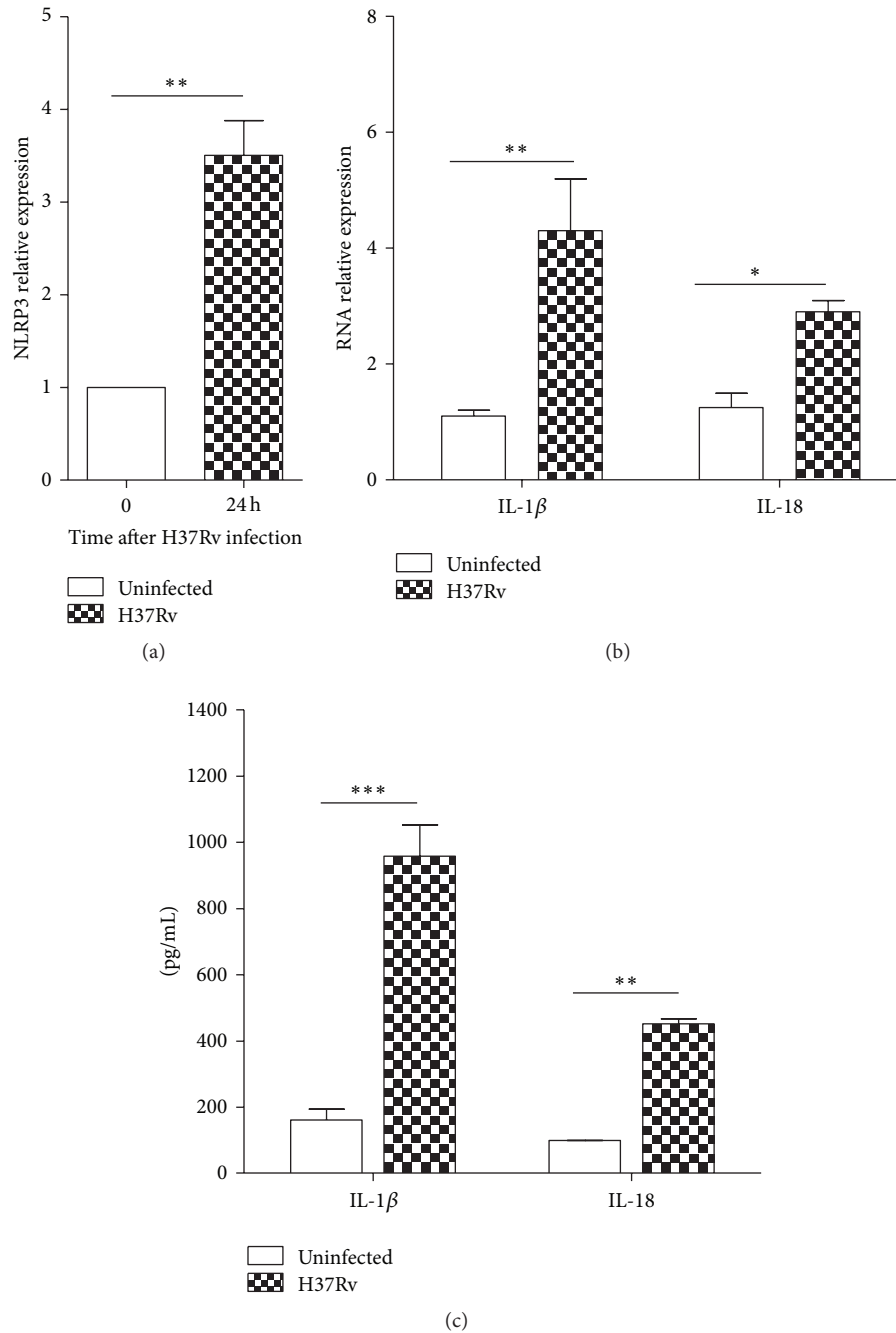 5
4
3
2
1
0
NLRP3 relative expression
**
0 24 h
Time after H37Rv infection
Uninfected
H37Rv
(a)
8
6
4
2
0
RNA relative expression
**
*
IL-1β IL-18
Uninfected
H37Rv
(b)
1400
1200
1000
800
600
400
200
0
(pg/mL)
***
**
IL-1β IL-18
Uninfected
H37Rv
(c)